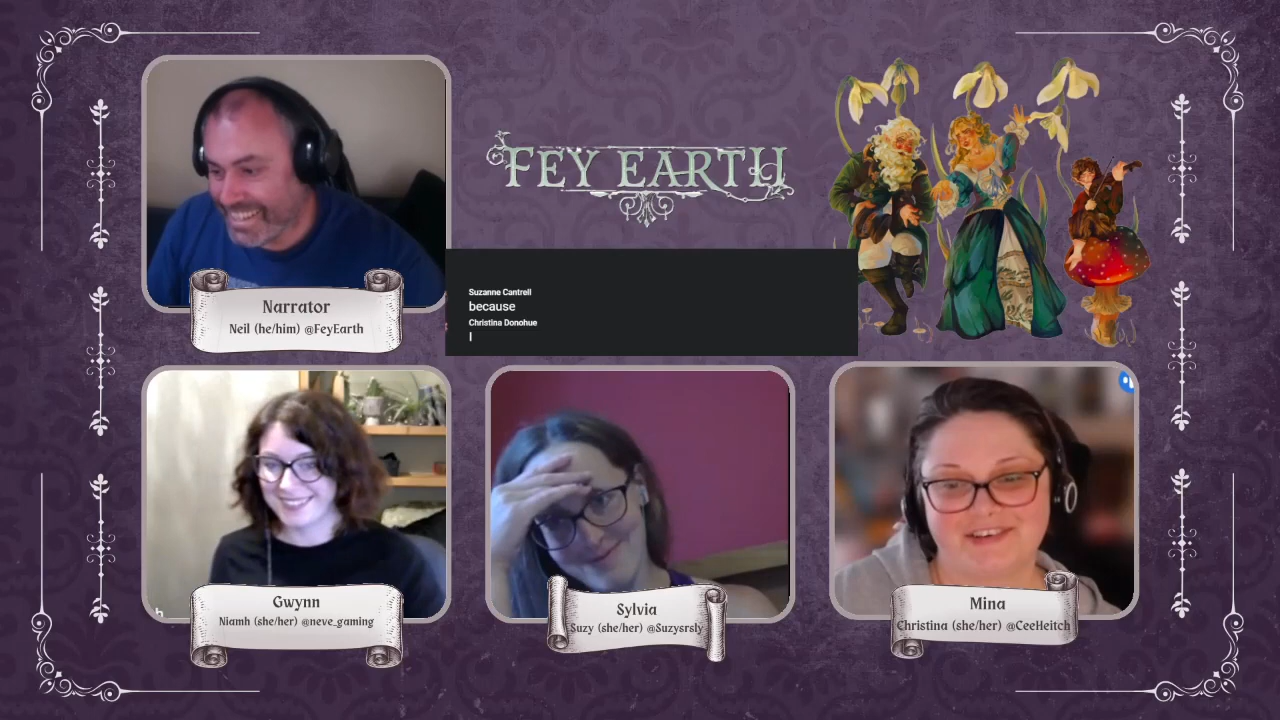 FEY EARTH
Narrator
Neil (he/him) @FeyEarth
Suzanne Cantrell
because
Christina Donohue
I
Gwynn
Niamh (she/her) @neve_gaming
Sylvia
Suzy (she/her) @Suzysrsly
Mina
Christina (she/her) @CeeHeitch